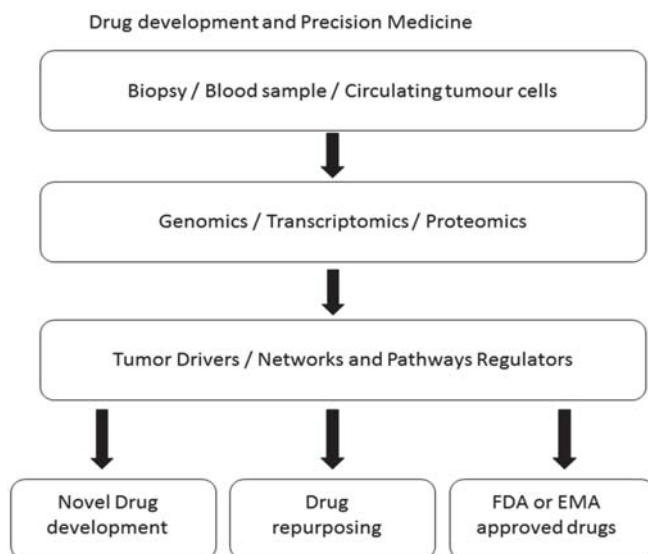 Drug development and Precision Medicine
Biopsy / Blood sample / Circulating tumour cells
Genomics / Transcriptomics / Proteomics
Tumor Drivers / Networks and Pathways Regulators
Novel Drug
development
Drug
repurposing
FDA or EMA
approved drugs